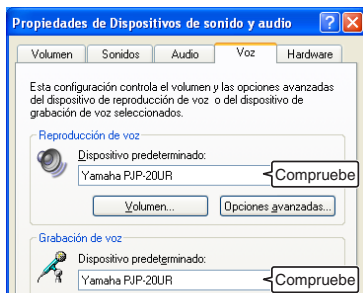 Propiedades de Dispositivos de sonido y audio
Volumen Sonidos Audio Voz Hardware
Esta configuración controla el volumen y las opciones avanzadas
del dispositivo de reproducción de voz o del dispositivo de
grabación de voz seleccionados.
Reproducción de voz
Dispositivo predeterminado:
Yamaha PJP-20UR Compruebe
Volumen... Opciones avanzadas...
Grabación de voz
Dispositivo predeterminado:
Yamaha PJP-20UR Compruebe